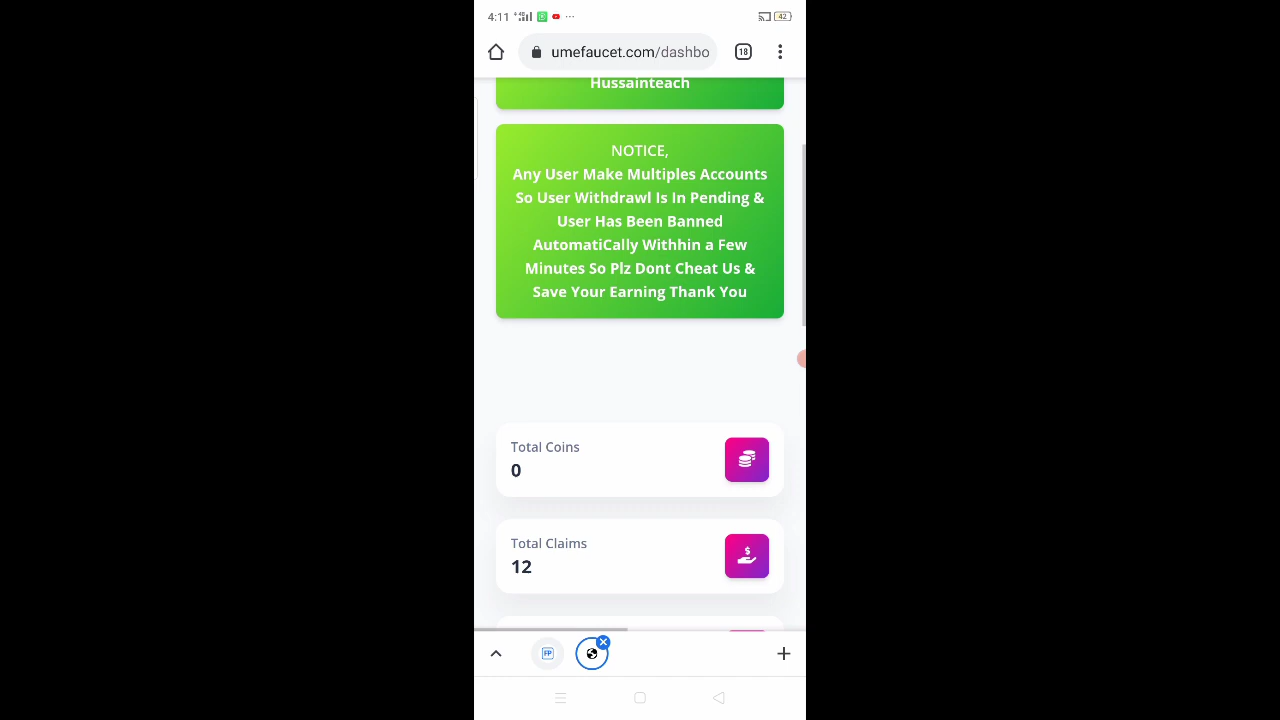 4:11
42
umefaucet.com/dashbo
18
Hussainteach
NOTICE,
Any User Make Multiples Accounts
So User Withdrawl Is In Pending &
User Has Been Banned
AutomatiCally Withhin a Few
Minutes So Plz Dont Cheat Us &
Save Your Earning Thank You
Total Coins
0
Total Claims
12
FP